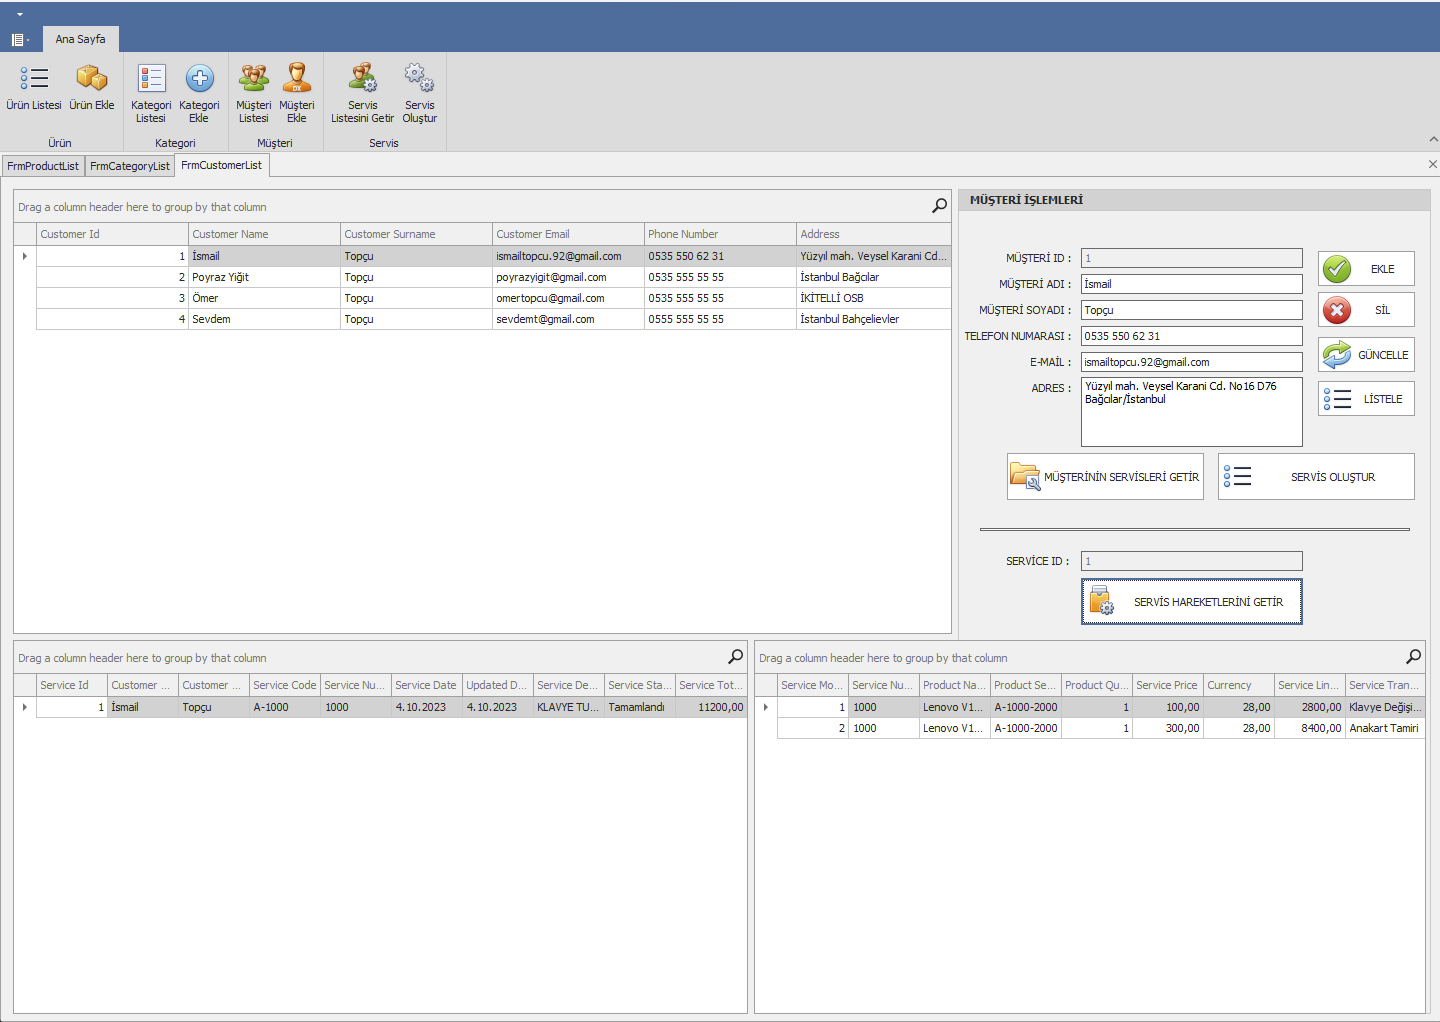 Ana Sayfa
Ürün Listesi
Ürün Ekle
Kategori Listesi
Kategori Ekle
Müşteri Listesi
Müşteri Ekle
Servis Listesini Getir
Servis Oluştur
Ürün
Kategori
Müşteri
Servis
FrmProductList
FrmCategoryList
FrmCustomerList
Drag a column header here to group by that column
Customer Id Customer Name Customer Surname Customer Email Phone Number Address
1 İsmail Topçu ismailtopcu.92@gmail.com 0535 550 62 31 Yüzyıl mah. Veysel Karani Cd...
2 Poyraz Yiğit Topçu poyrazyigit@gmail.com 0535 555 55 55 İstanbul Bağcılar
3 Ömer Topçu omertopcu@gmail.com 0535 555 55 55 İKİTELLİ OSB
4 Sevdem Topçu sevdemt@gmail.com 0555 555 55 55 İstanbul Bahçelievler
MÜŞTERİ İŞLEMLERİ
MÜŞTERİ ID : 1
MÜŞTERİ ADI : İsmail
MÜŞTERİ SOYADI : Topçu
TELEFON NUMARASI : 0535 550 62 31
E-MAİL : ismailtopcu.92@gmail.com
ADRES : Yüzyıl mah. Veysel Karani Cd. No16 D76
Bağcılar/İstanbul
EKLE
SİL
GÜNCELLE
LİSTELE
MÜŞTERİNİN SERVİSLERİ GETİR
SERVİS OLUŞTUR
SERVİCE ID : 1
SERVİS HAREKETLERİNİ GETİR
Drag a column header here to group by that column
Service Id Customer ... Customer ... Service Code Service Nu... Service Date Updated D... Service De... Service Sta... Service Tot...
1 İsmail Topçu A-1000 1000 4.10.2023 4.10.2023 KLAVYE TU... Tamamlandı 11200,00
Drag a column header here to group by that column
Service Mo... Service Nu... Product Na... Product Se... Product Qu... Service Price Currency Service Lin... Service Tran...
1 1000 Lenovo V1... A-1000-2000 1 100,00 28,00 2800,00 Klavye Değişi...
2 1000 Lenovo V1... A-1000-2000 1 300,00 28,00 8400,00 Anakart Tamiri